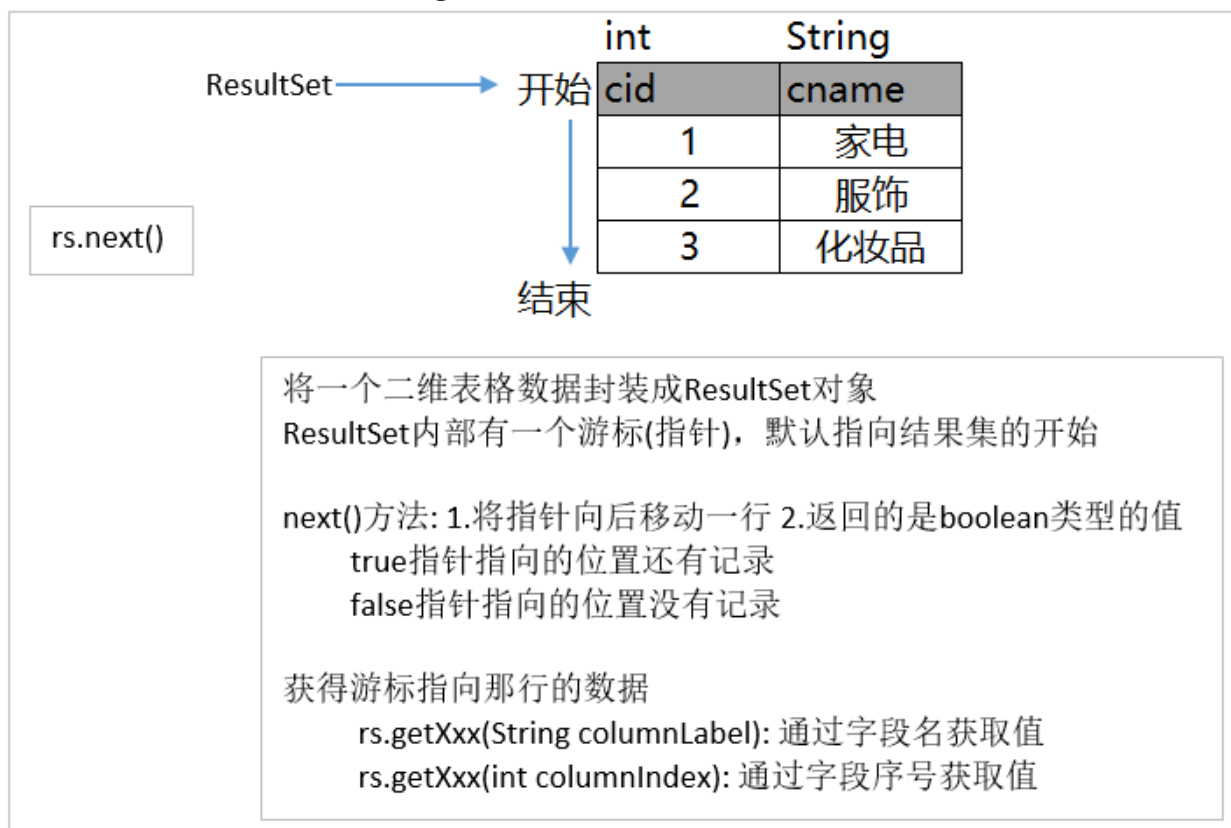 int String
ResultSet 开始 cid cname
1 家电
2 服饰
rs.next() 3 化妆品
结束
将一个二维表格数据封装成ResultSet对象
ResultSet内部有一个游标(指针)，默认指向结果集的开始
next()方法: 1.将指针向后移动一行 2.返回的是boolean类型的值
true指针指向的位置还有记录
false指针指向的位置没有记录
获得游标指向那行的数据
rs.getXxx(String columnLabel): 通过字段名获取值
rs.getXxx(int columnIndex): 通过字段序号获取值